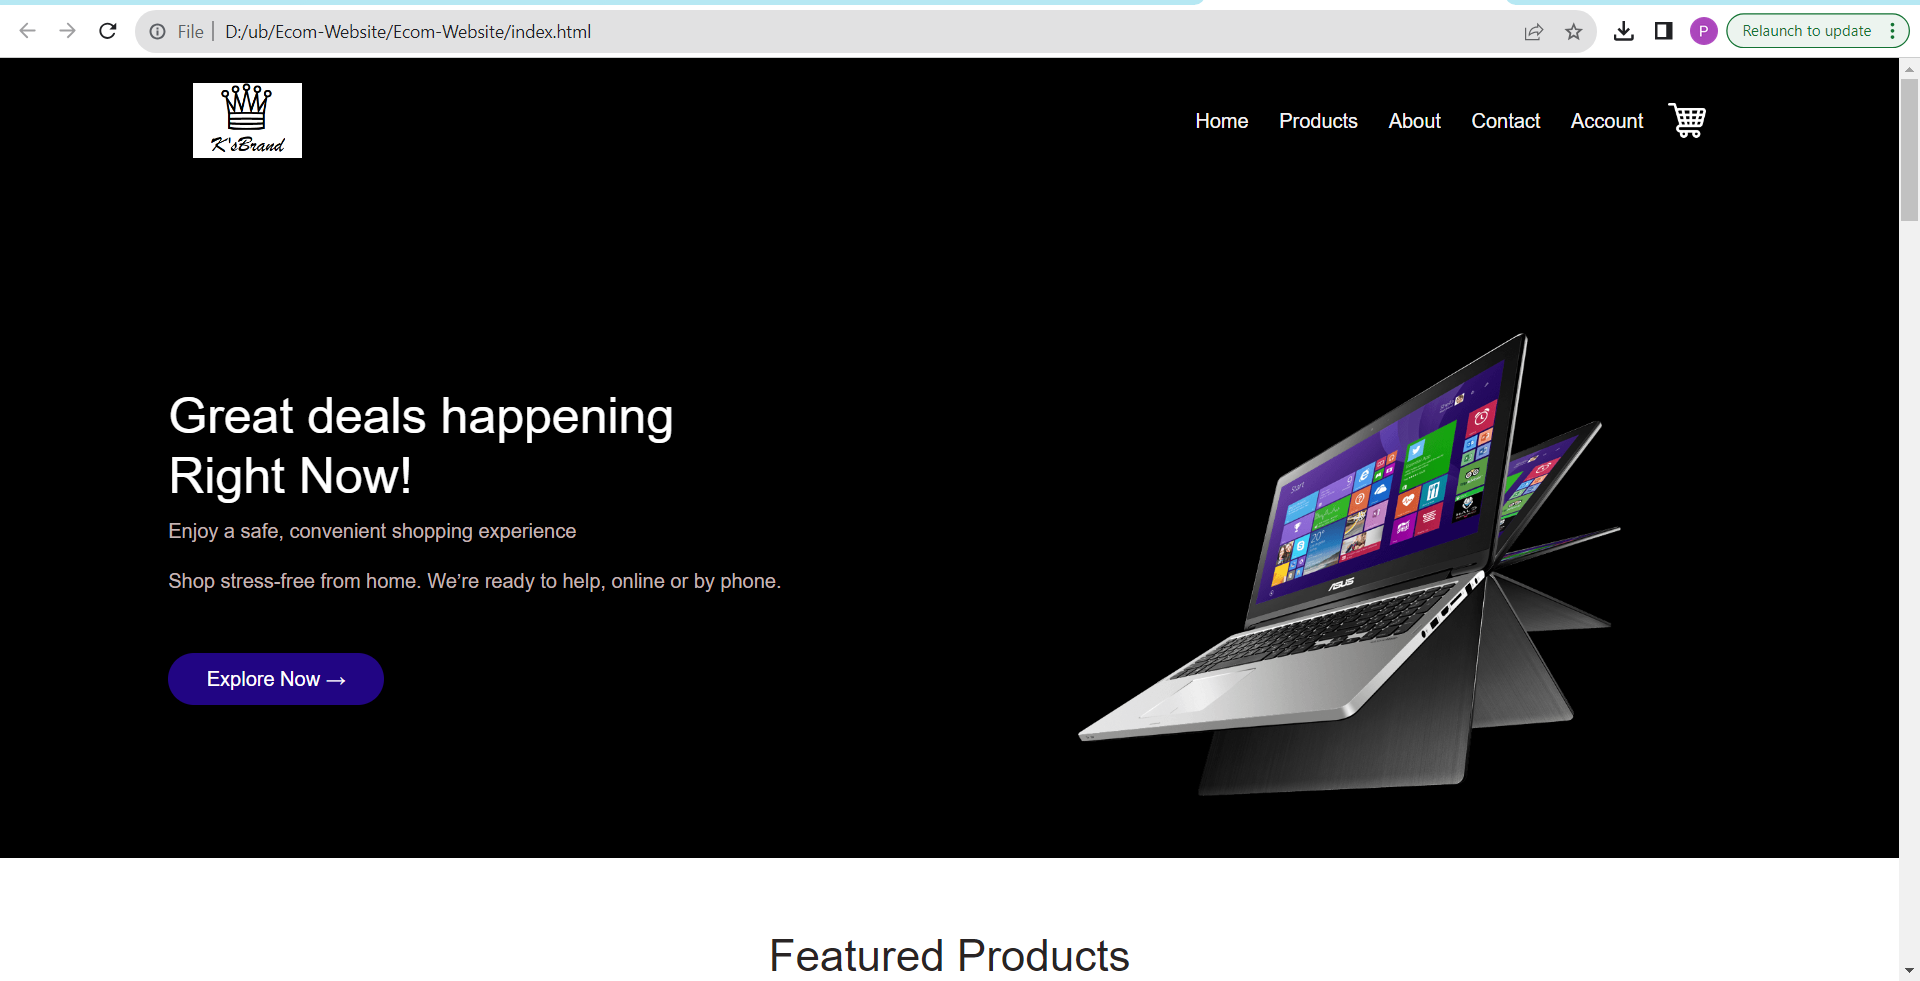 File
D:/ub/Ecom-Website/Ecom-Website/index.html
P
Relaunch to update
K'sBrand
Home
Products
About
Contact
Account
Great deals happening
Right Now!
Enjoy a safe, convenient shopping experience
Shop stress-free from home. We’re ready to help, online or by phone.
Explore Now →
Start
20°
ASUS
Featured Products